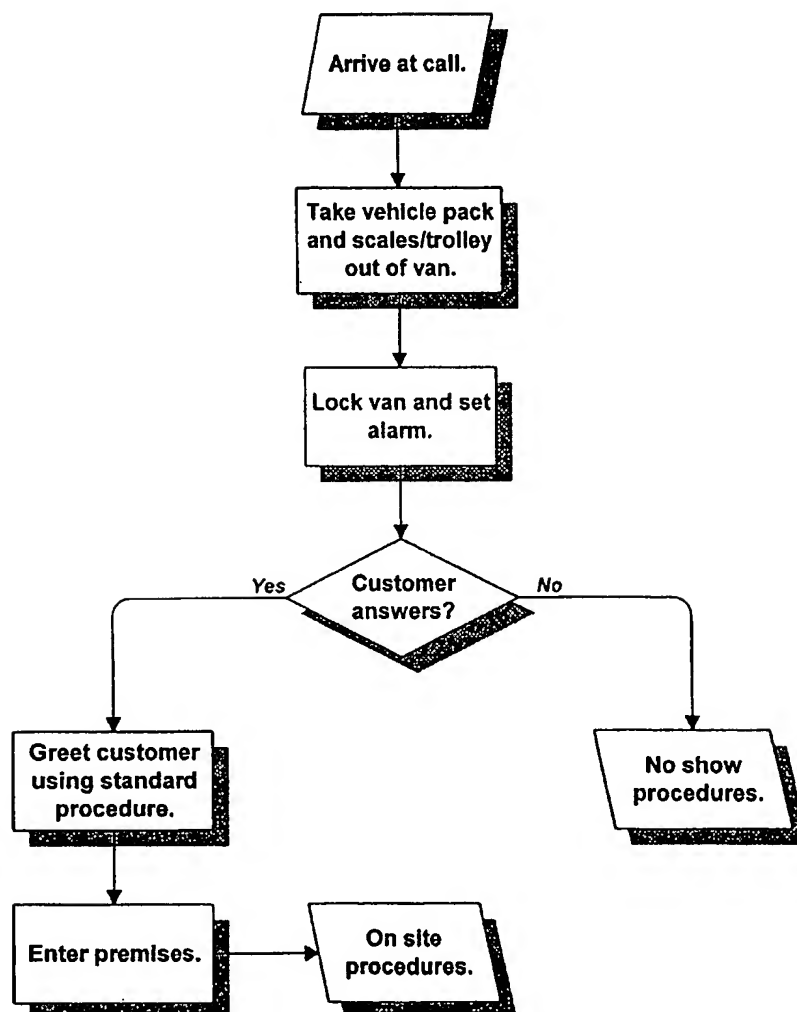 Arrive at call.
Take vehicle pack
and scales/trolley
out of van.
Lock van and set
alarm.
Customer
answers?
Yes
No
Greet customer
using standard
procedure.
No show
procedures.
Enter premises.
On site
procedures.